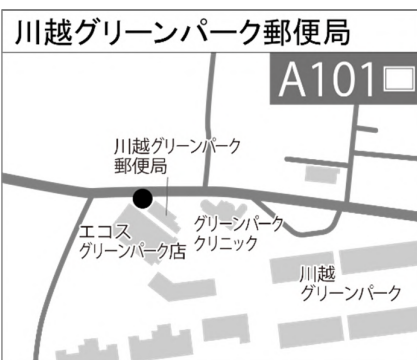 川越グリーンパーク郵便局
A101
川越グリーンパーク
郵便局
エコス
グリーンパーク店
グリーンパーク
クリニック
川越
グリーンパーク